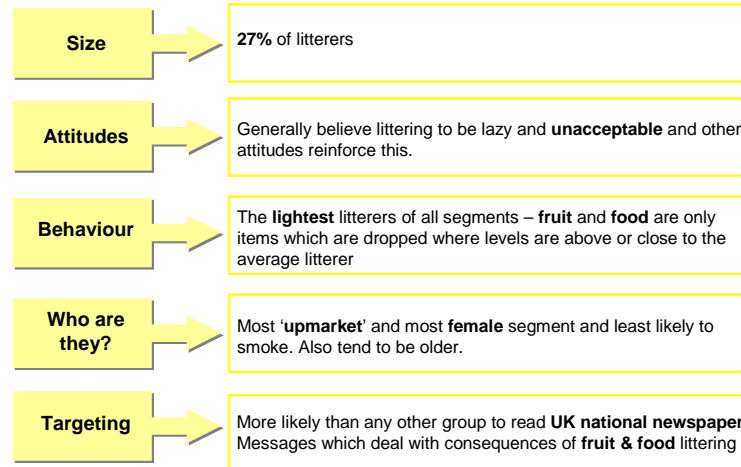 Size
27% of litterers
Attitudes
Generally believe littering to be lazy and unacceptable and other
attitudes reinforce this.
Behaviour
The lightest litterers of all segments – fruit and food are only
items which are dropped where levels are above or close to the
average litterer
Who are
they?
Most ‘upmarket’ and most female segment and least likely to
smoke. Also tend to be older.
Targeting
More likely than any other group to read UK national newspaper
Messages which deal with consequences of fruit & food littering